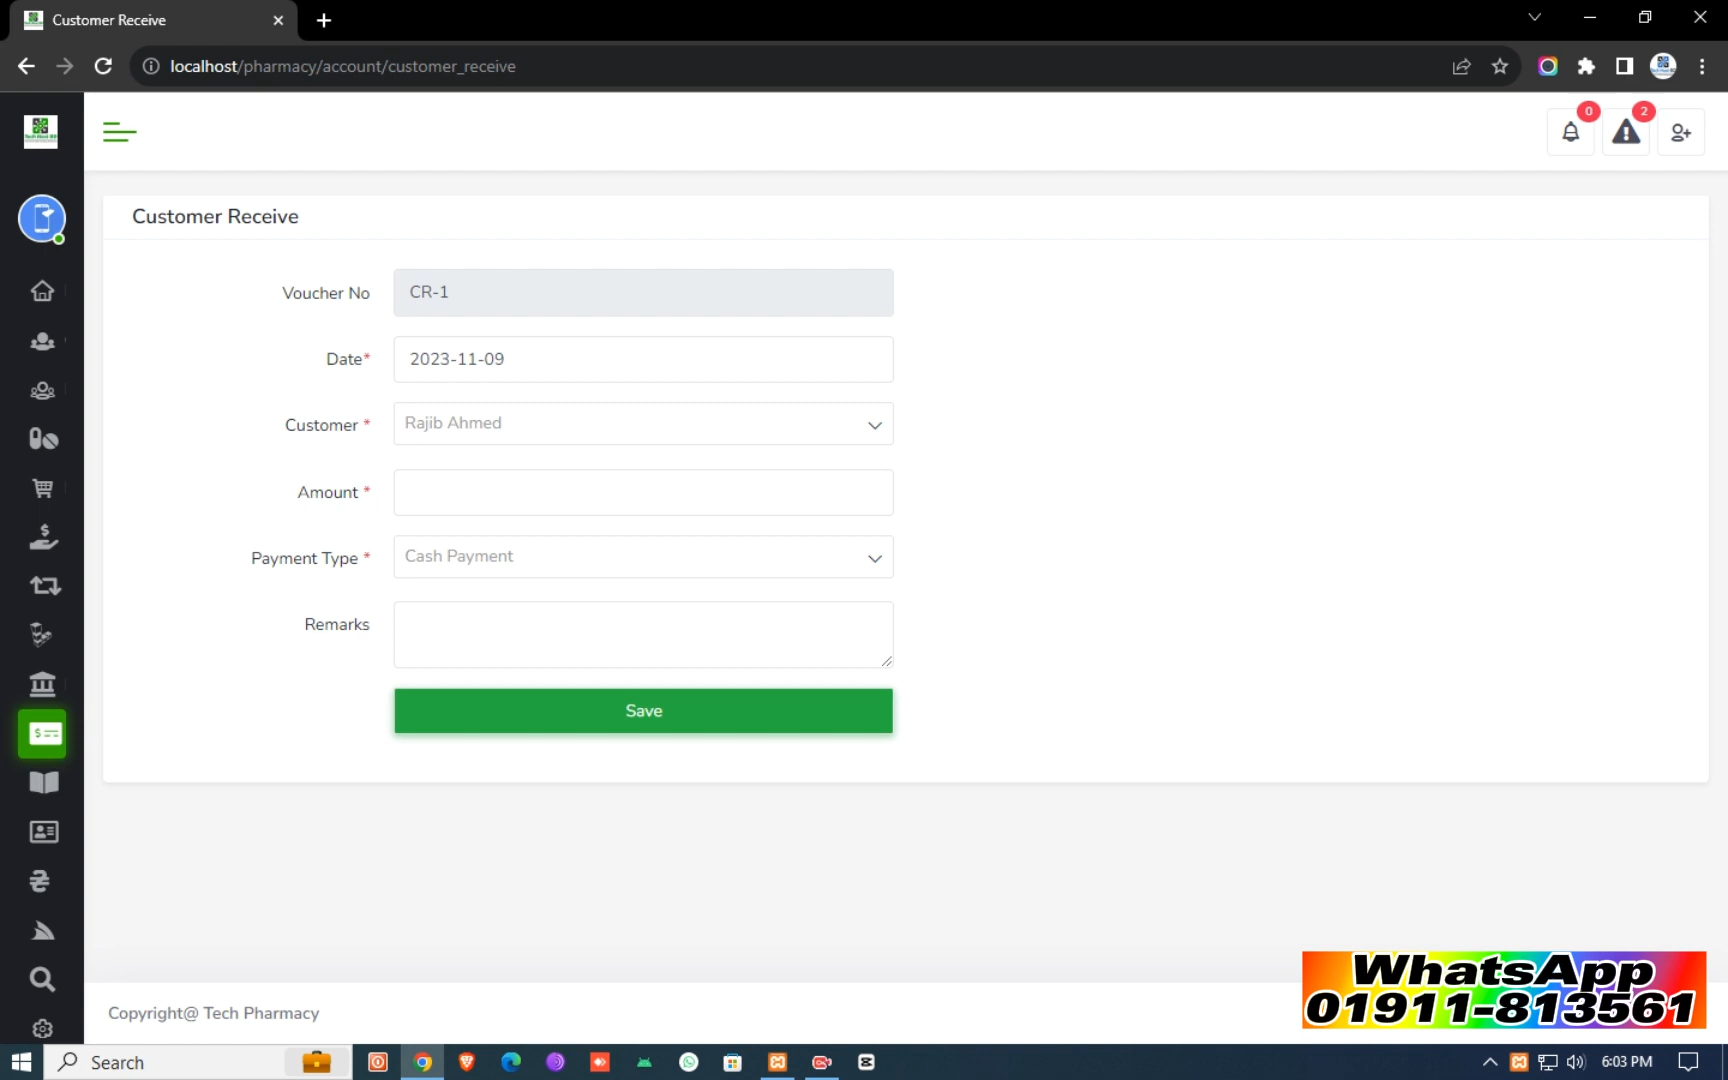 Customer Receive
localhost/pharmacy/account/customer_receive
0
2
Customer Receive
Voucher No
CR-1
Date*
2023-11-09
Customer *
Rajib Ahmed
Amount *
Payment Type *
Cash Payment
Remarks
Save
WhatsApp
01911-813561
Copyright@ Tech Pharmacy
Search
6:03 PM